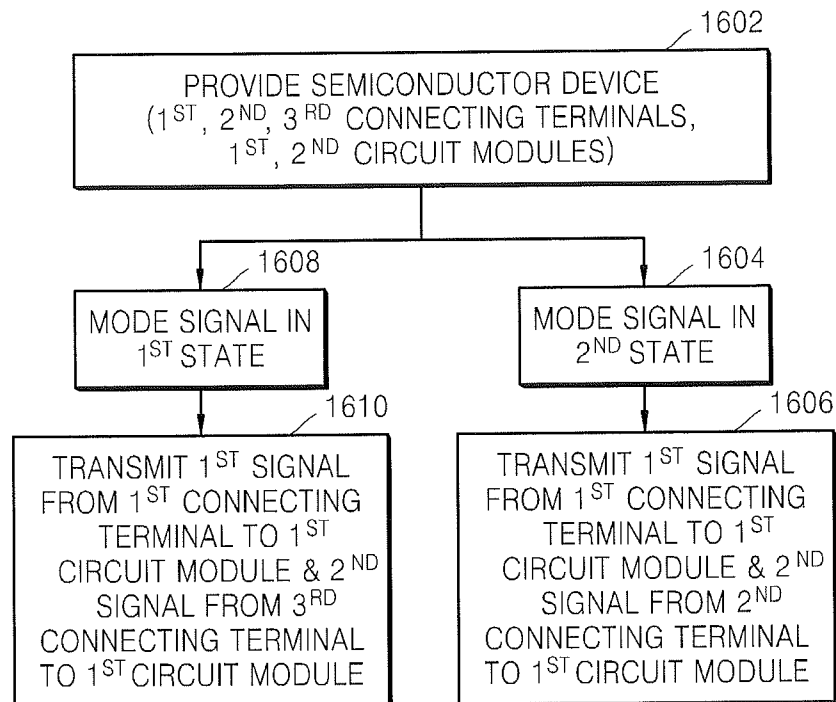 1602
PROVIDE SEMICONDUCTOR DEVICE
(1ST, 2ND, 3RD CONNECTING TERMINALS,
1ST, 2ND CIRCUIT MODULES)
1608
MODE SIGNAL IN
1ST STATE
1604
MODE SIGNAL IN
2ND STATE
1610
TRANSMIT 1ST SIGNAL
FROM 1ST CONNECTING
TERMINAL TO 1ST
CIRCUIT MODULE & 2ND
SIGNAL FROM 3RD
CONNECTING TERMINAL
TO 1ST CIRCUIT MODULE
1606
TRANSMIT 1ST SIGNAL
FROM 1ST CONNECTING
TERMINAL TO 1ST
CIRCUIT MODULE & 2ND
SIGNAL FROM 2ND
CONNECTING TERMINAL
TO 1ST CIRCUIT MODULE